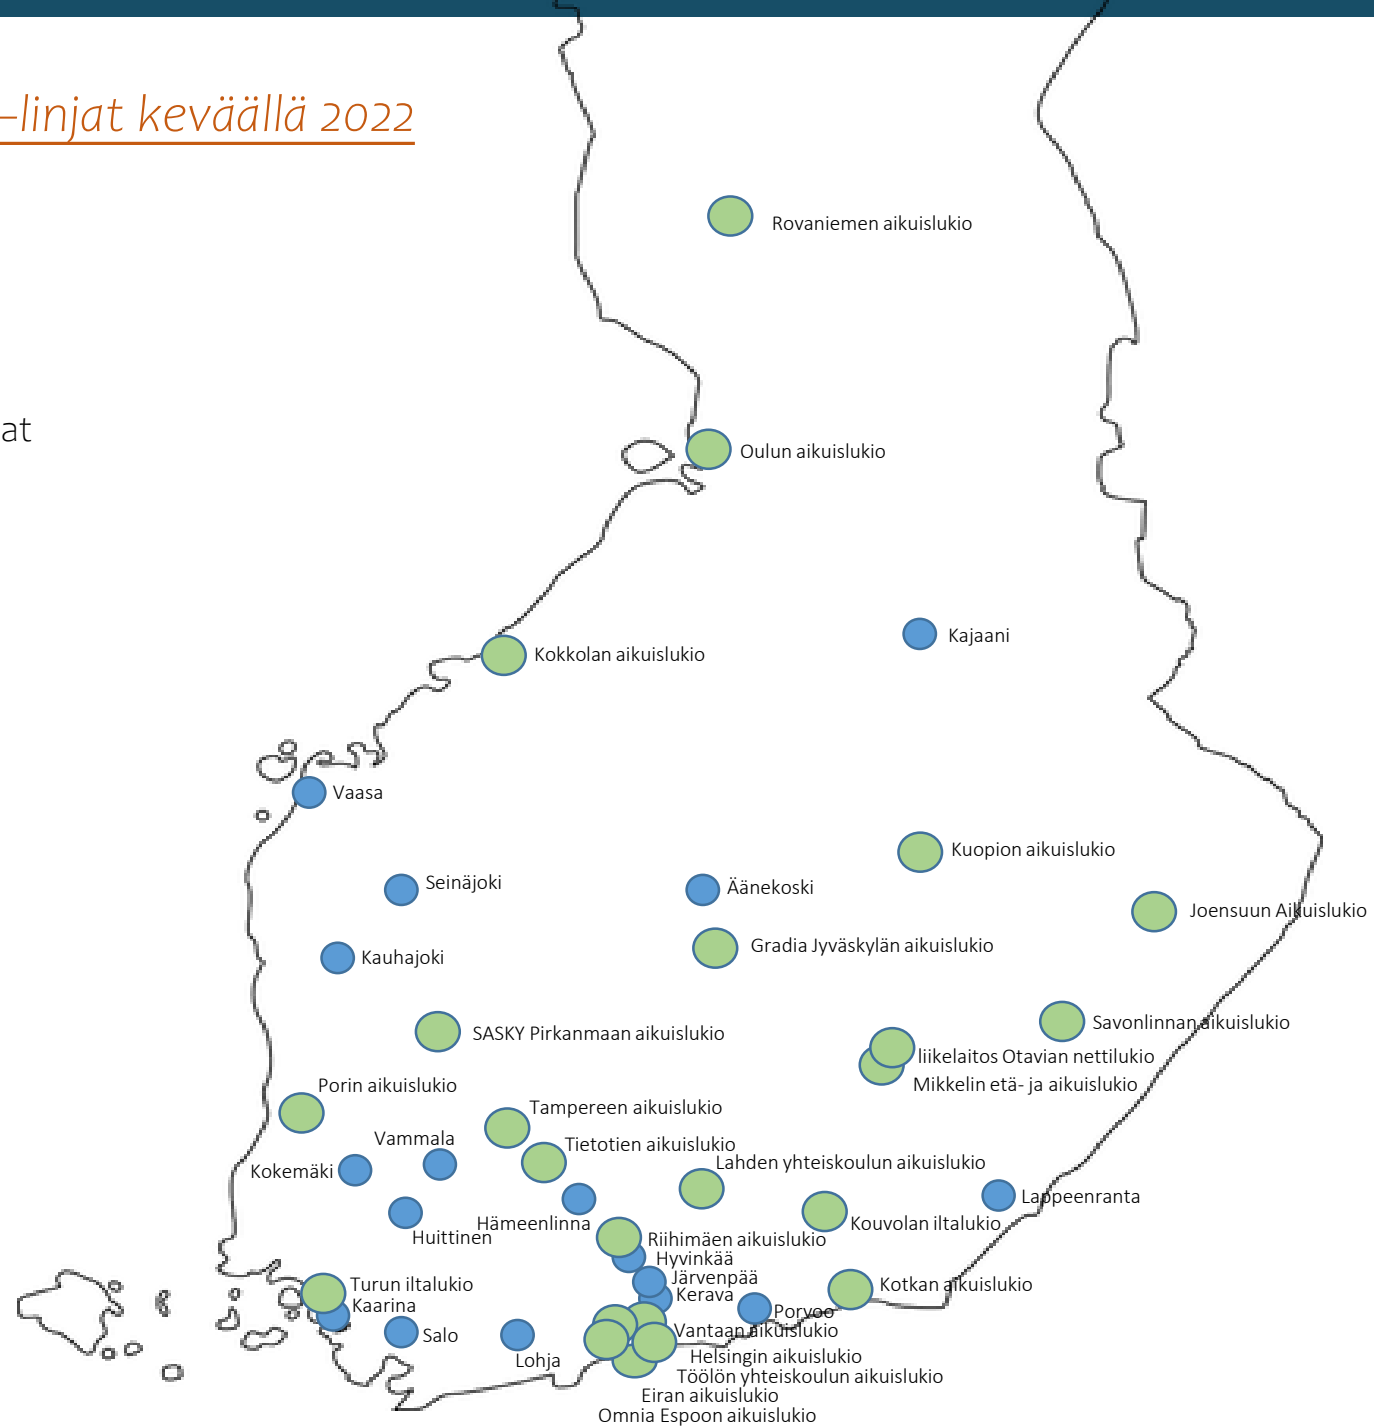 –linjat keväällä 2022
Rovaniemen aikuislukio
at
Oulun aikuislukio
Kajaani
Kokkolan aikuislukio
Vaasa
Kuopion aikuislukio
Seinäjoki
Äänekoski
Joensuun Aikuislukio
Gradia Jyväskylän aikuislukio
Kauhajoki
Savonlinnan aikuislukio
SASKY Pirkanmaan aikuislukio
liikelaitos Otavian nettilukio
Mikkelin etä- ja aikuislukio
Porin aikuislukio
Tampereen aikuislukio
Vammala
Tietotien aikuislukio
Lahden yhteiskoulun aikuislukio
Kokemäki
Lappeenranta
Hämeenlinna
Kouvolan iltalukio
Huittinen
Riihimäen aikuislukio
Hyvinkää
Järvenpää
Turun iltalukio
Kotkan aikuislukio
Kerava
Kaarina
Porvoo
Salo
Vantaan aikuislukio
Lohja
Helsingin aikuislukio
Töölön yhteiskoulun aikuislukio
Eiran aikuislukio
Omnia Espoon aikuislukio